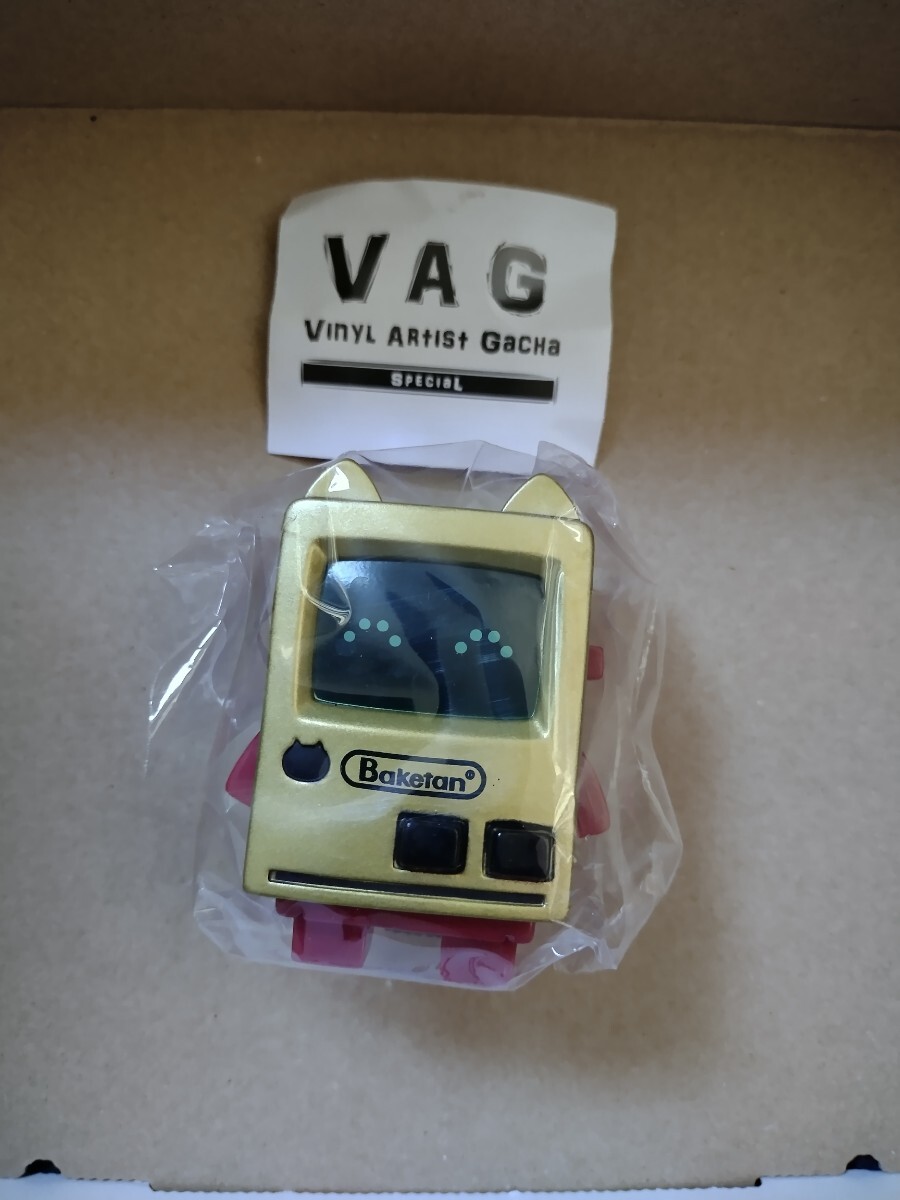 VAG
Vinyl Artist Gacha
Special
Baketan®